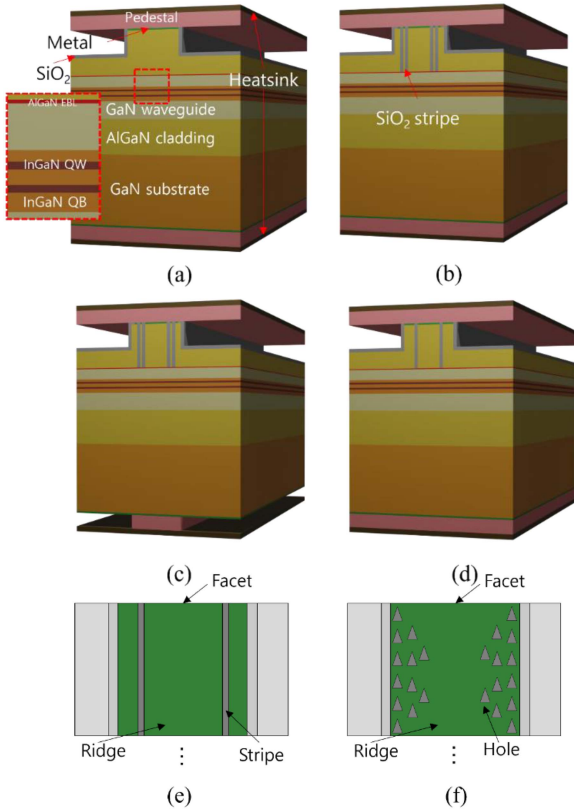 Pedestal
Metal
SiO₂
Heatsink
AlGaN EBL
GaN waveguide
AlGaN cladding
InGaN QW
GaN substrate
InGaN QB
SiO₂ stripe
(a)
(b)
(c)
(d)
Facet
Ridge
Stripe
⋮
(e)
Facet
Ridge
Hole
⋮
(f)